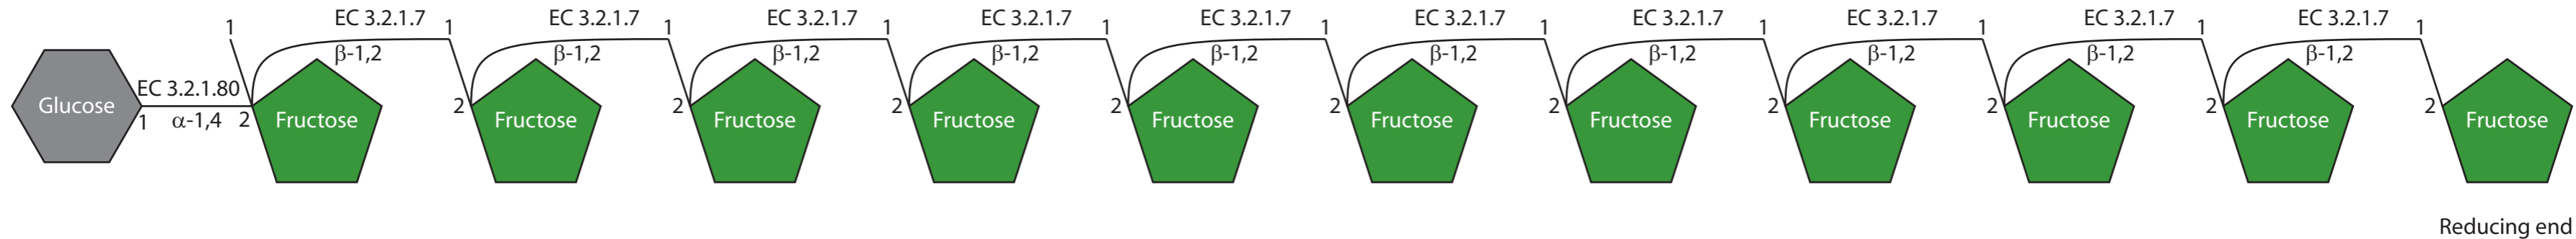 EC 3.2.1.7 EC 3.2.1.7 EC 3.2.1.7 EC 3.2.1.7 EC 3.2.1.7 EC 3.2.1.7 EC 3.2.1.7 EC 3.2.1.7 EC 3.2.1.7 EC 3.2.1.7
1 1 1 1 1 1 1 1 1 1 1
β-1,2 β-1,2 β-1,2 β-1,2 β-1,2 β-1,2 β-1,2 β-1,2 β-1,2 β-1,2
EC 3.2.1.80
Glucose
2 2 2 2 2 2 2 2 2 2
1 α-1,4 2
Fructose Fructose Fructose Fructose Fructose Fructose Fructose Fructose Fructose Fructose Fructose
Reducing end